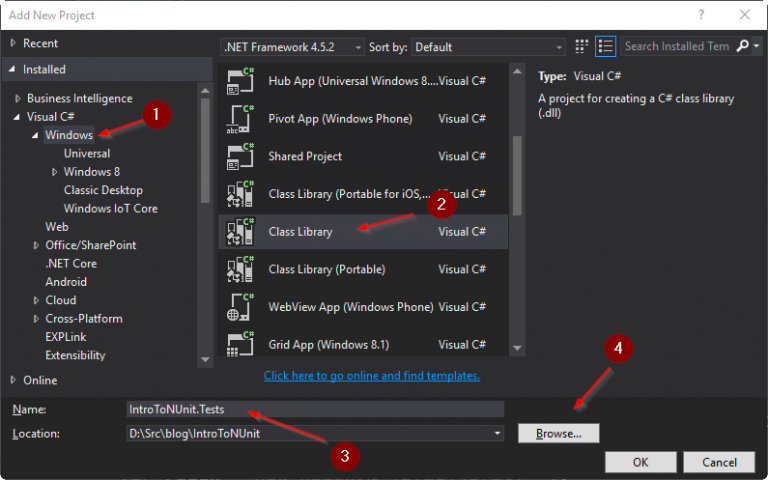 Add New Project
? ×
Recent
.NET Framework 4.5.2
Sort by: Default
Search Installed Tem
Installed
Business Intelligence
Visual C#
Windows
Universal
Windows 8
Classic Desktop
Windows IoT Core
Web
Office/SharePoint
.NET Core
Android
Cloud
Cross-Platform
EXPLink
Extensibility
Online
1
Hub App (Universal Windows 8.... Visual C#
Pivot App (Windows Phone) Visual C#
Shared Project Visual C#
Class Library (Portable for iOS,... Visual C#
2
Class Library Visual C#
Class Library (Portable) Visual C#
WebView App (Windows Phone) Visual C#
Grid App (Windows 8.1) Visual C#
Click here to go online and find templates.
Type: Visual C#
A project for creating a C# class library
(.dll)
4
Name: IntroToNUnit.Tests
3
Location: D:\Src\blog\IntroToNUnit
Browse...
OK Cancel